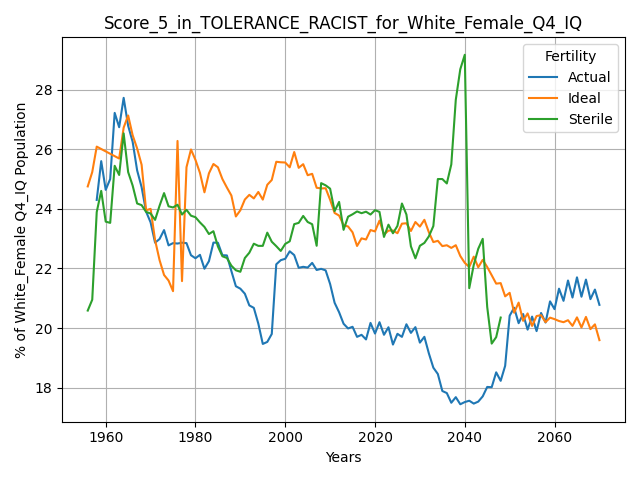 Score_5_in_TOLERANCE_RACIST_for_White_Female_Q4_IQ
% of White_Female Q4_IQ Population
28
26
24
22
20
18
Fertility
Actual
Ideal
Sterile
1960
1980
2000
2020
2040
2060
Years